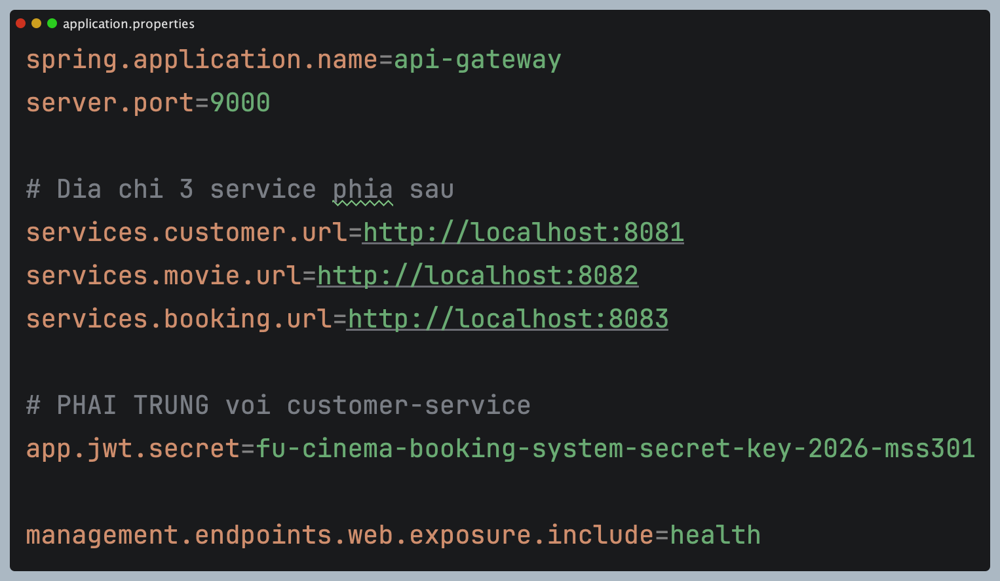 application.properties
spring.application.name=api-gateway
server.port=9000
# Dia chi 3 service phia sau
services.customer.url=http://localhost:8081
services.movie.url=http://localhost:8082
services.booking.url=http://localhost:8083
# PHAI TRUNG voi customer-service
app.jwt.secret=fu-cinema-booking-system-secret-key-2026-mss301
management.endpoints.web.exposure.include=health